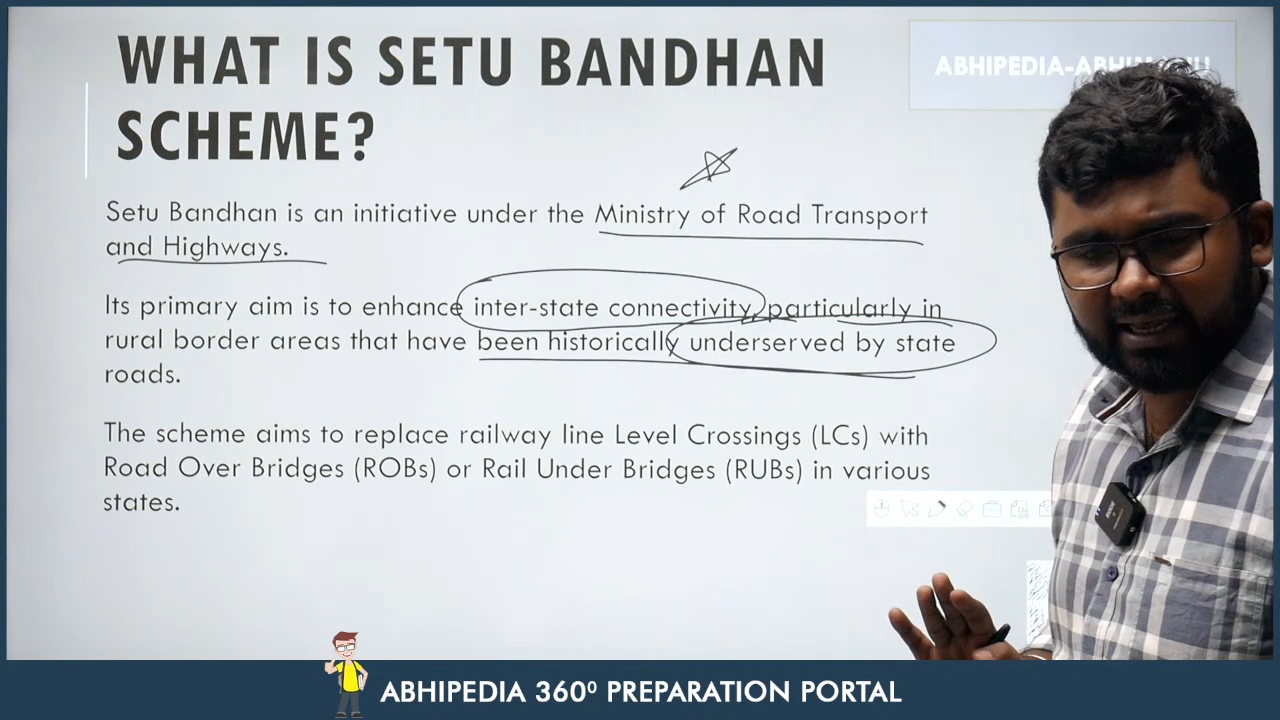 WHAT IS SETU BANDHAN
SCHEME?
ABHIPEDIA-ABHIMANU
Setu Bandhan is an initiative under the Ministry of Road Transport
and Highways.
Its primary aim is to enhance inter-state connectivity, particularly in
rural border areas that have been historically underserved by state
roads.
The scheme aims to replace railway line Level Crossings (LCs) with
Road Over Bridges (ROBs) or Rail Under Bridges (RUBs) in various
states.
ABHIPEDIA 360⁰ PREPARATION PORTAL